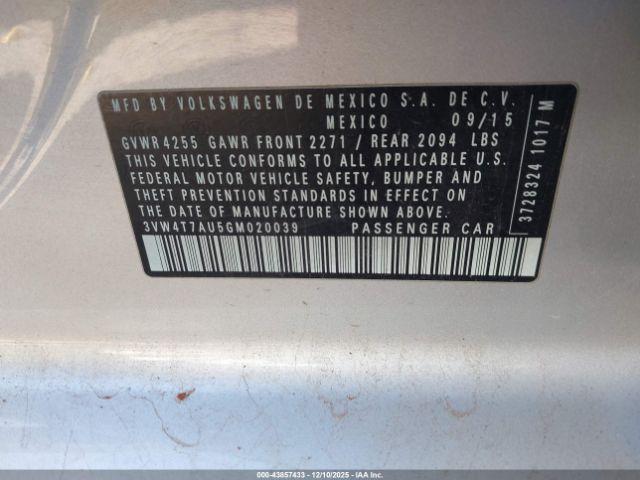 MFD BY VOLKSWAGEN DE MEXICO S.A. DE C.V.
MEXICO 09/15
GVWR 4255 GAWR FRONT 2271 / REAR 2094 LBS
THIS VEHICLE CONFORMS TO ALL APPLICABLE U.S.
FEDERAL MOTOR VEHICLE SAFETY, BUMPER AND
THEFT PREVENTION STANDARDS IN EFFECT ON
THE DATE OF MANUFACTURE SHOWN ABOVE.
3VW4T7AU5GM020039 PASSENGER CAR
3728324 1017 M
000-43857433 — 12/10/2025 — IAAI.COM